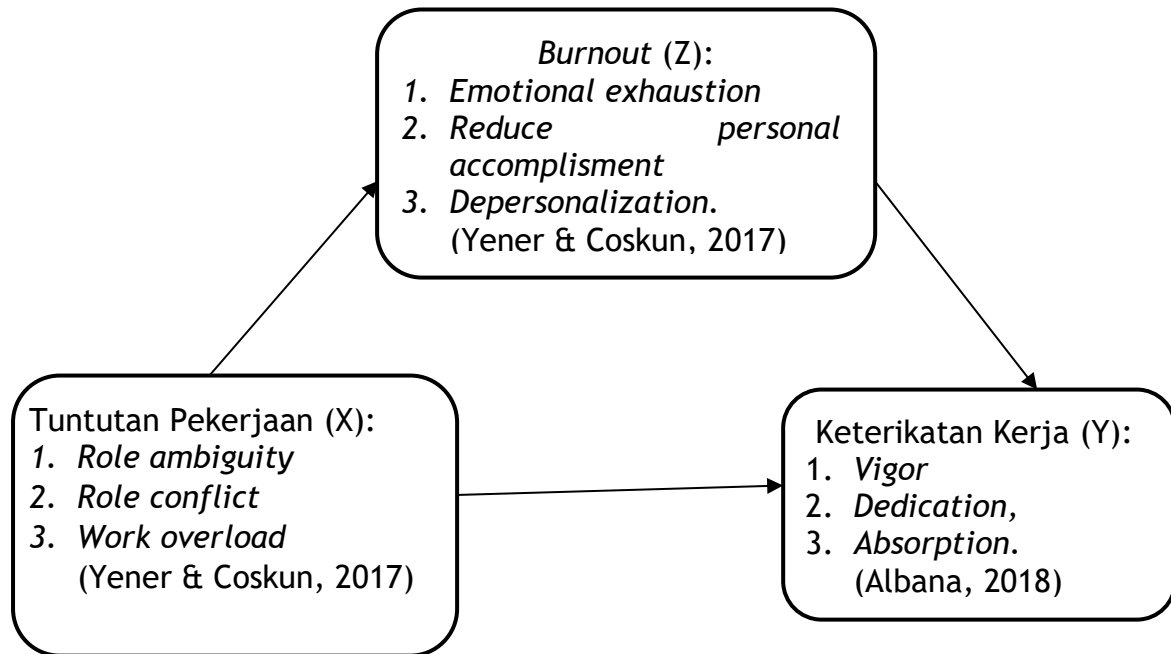 Burnout (Z):
1. Emotional exhaustion
2. Reduce personal
accomplisment
3. Depersonalization.
(Yener & Coskun, 2017)
Tuntutan Pekerjaan (X):
1. Role ambiguity
2. Role conflict
3. Work overload
(Yener & Coskun, 2017)
Keterikatan Kerja (Y):
1. Vigor
2. Dedication,
3. Absorption.
(Albana, 2018)